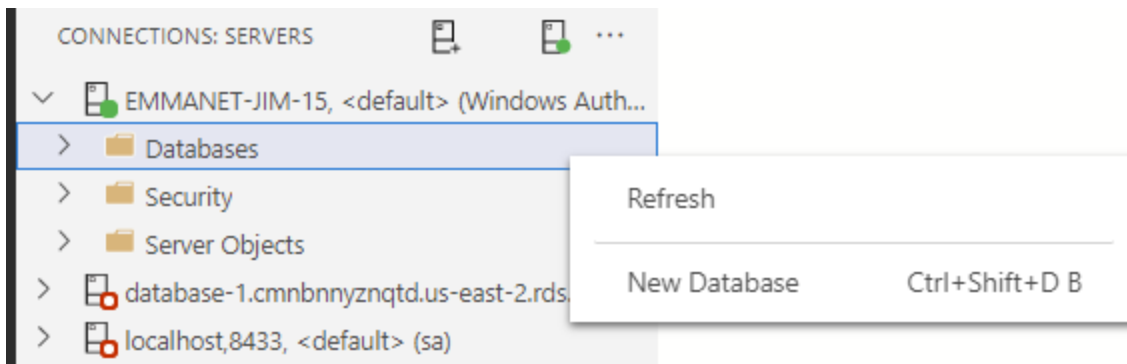 CONNECTIONS: SERVERS
EMMANET-JIM-15, <default> (Windows Auth...
Databases
Security
Refresh
Server Objects
New Database Ctrl+Shift+D B
database-1.cmnbnnyznqtd.us-east-2.rds.
localhost,8433, <default> (sa)